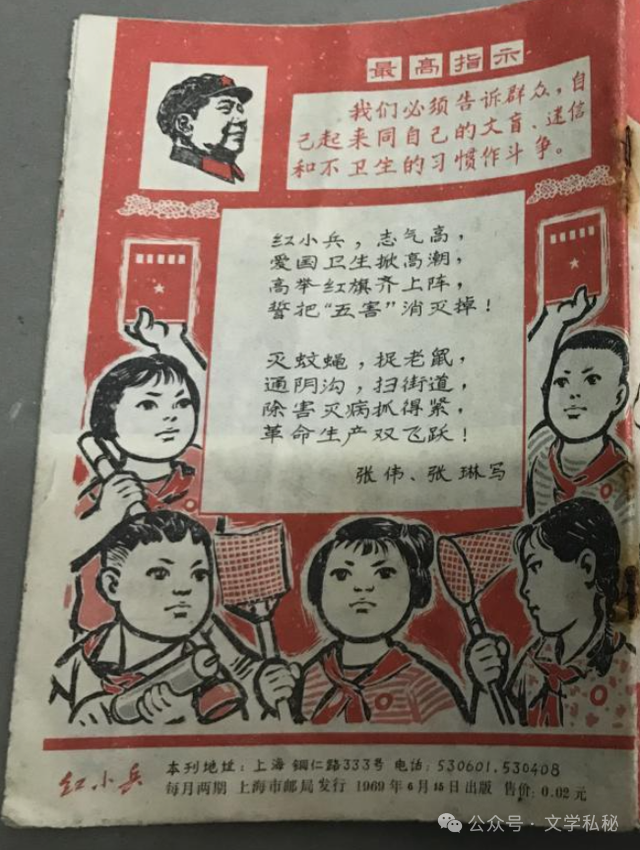 最高指示
我们必须告诉群众，自
己起来同自己的文盲、迷信
和不卫生的习惯作斗争。
红小兵，志气高，
爱国卫生掀高潮，
高举红旗齐上阵，
誓把“五害”消灭掉！
灭蚊蝇，捉老鼠，
通阴沟，扫街道，
除害灭病抓得紧，
革命生产双飞跃！
张伟、张琳写
红小兵
本刊地址：上海铜仁路333号 电话：530601.530408
每月两期 上海市邮局发行 1969年6月15日出版 售价：0.02元
公众号·文学私秘